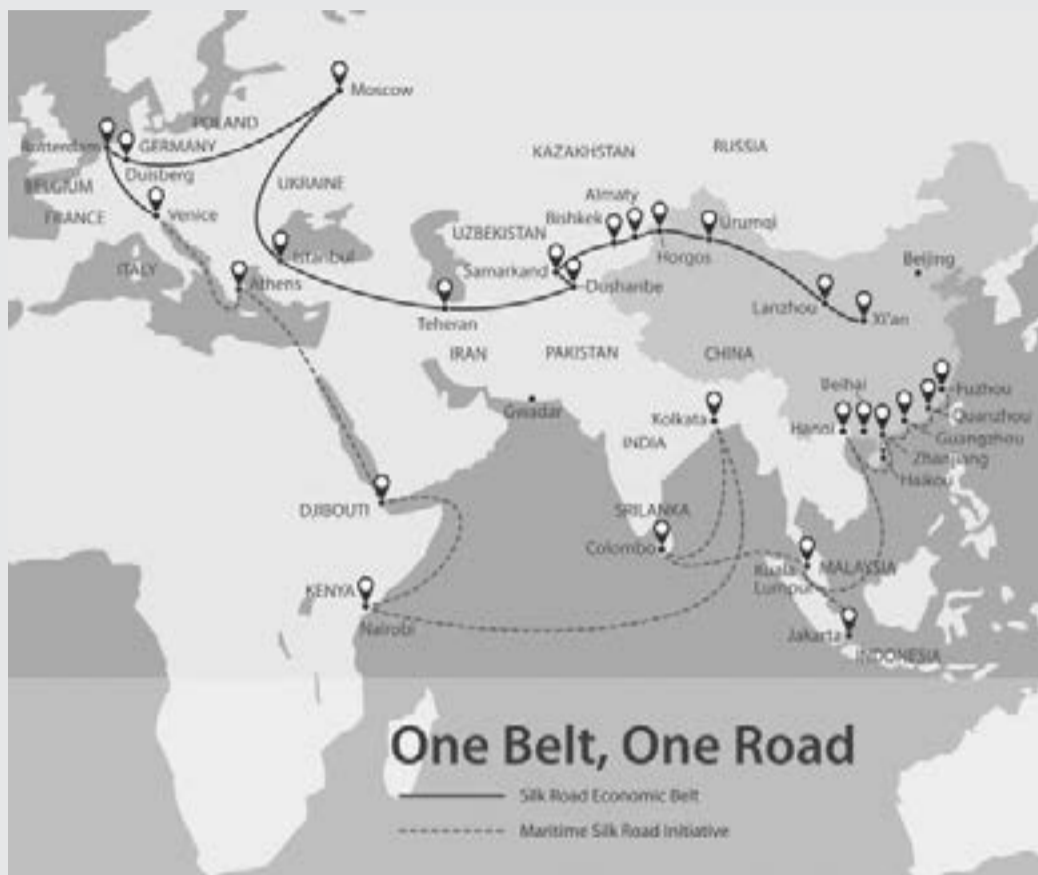 Moscow
POLAND
Rotterdam
GERMANY
Duisberg
KAZAKHSTAN
RUSSIA
BELGIUM
UKRAINE
Almaty
FRANCE
Venice
Bishkek
Urumqi
UZBEKISTAN
Istanbul
Horgos
Beijing
ITALY
Athens
Samarkand
Dushanbe
Lanzhou
Xi'an
Teheran
IRAN
PAKISTAN
CHINA
Beihai
Fuzhou
Gwadar
Kolkata
Hanoi
Quanzhou
INDIA
Guangzhou
Zhanjiang
Haikou
DJIBOUTI
SRILANKA
Colombo
Kuala
Lumpur
MALAYSIA
KENYA
Nairobi
Jakarta
INDONESIA
One Belt, One Road
Silk Road Economic Belt
Maritime Silk Road Initiative